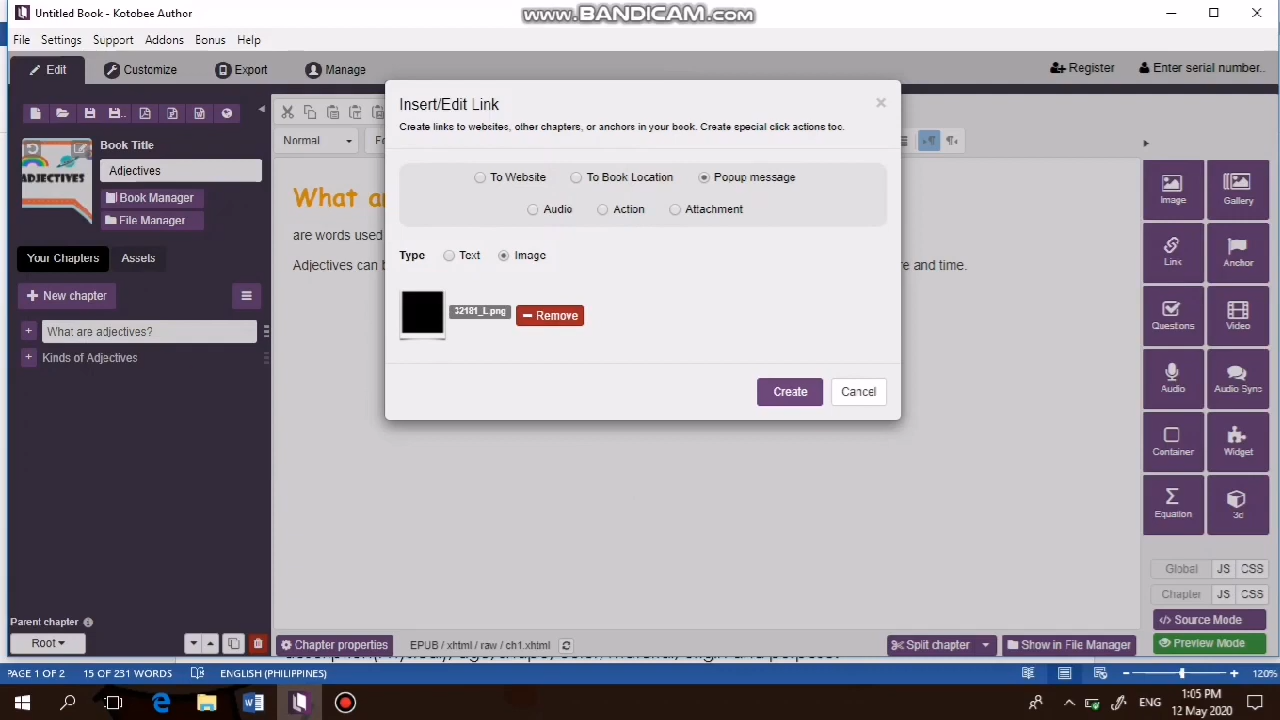 Untitled Book - Kotobee Author
www.BANDICAM.com
File Settings Support Addons Bonus Help
Edit Customize Export Manage
Register Enter serial number..
Book Title
ADJECTIVES
Adjectives
Book Manager
File Manager
Your Chapters Assets
New chapter
What are adjectives?
Kinds of Adjectives
Parent chapter
Root
Normal
What a
are words used
Adjectives can b
e and time.
Insert/Edit Link
Create links to websites, other chapters, or anchors in your book. Create special click actions too.
To Website To Book Location Popup message
Audio Action Attachment
Type Text Image
32181_L.png Remove
Create Cancel
Image Gallery
Link Anchor
Questions Video
Audio Audio Sync
Container Widget
Equation 3d
Global JS CSS
Chapter JS CSS
Source Mode
Preview Mode
Chapter properties EPUB / xhtml / raw / ch1.xhtml Split chapter Show in File Manager
PAGE 1 OF 2 15 OF 231 WORDS ENGLISH (PHILIPPINES) 120%
ENG 1:05 PM
12 May 2020